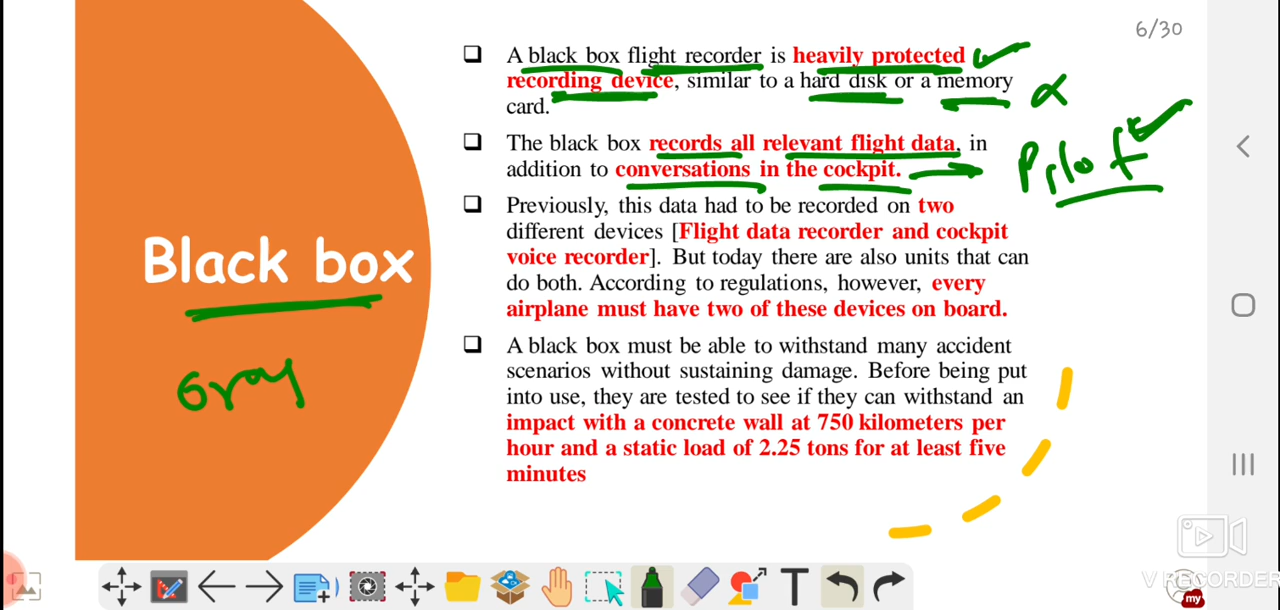 6/30
❑ A black box flight recorder is heavily protected
recording device, similar to a hard disk or a memory
card.
❑ The black box records all relevant flight data, in
addition to conversations in the cockpit.
Pilot
❑ Previously, this data had to be recorded on two
different devices [Flight data recorder and cockpit
voice recorder]. But today there are also units that can
do both. According to regulations, however, every
airplane must have two of these devices on board.
Black box
Gray
❑ A black box must be able to withstand many accident
scenarios without sustaining damage. Before being put
into use, they are tested to see if they can withstand an
impact with a concrete wall at 750 kilometers per
hour and a static load of 2.25 tons for at least five
minutes
V RECORDER
my